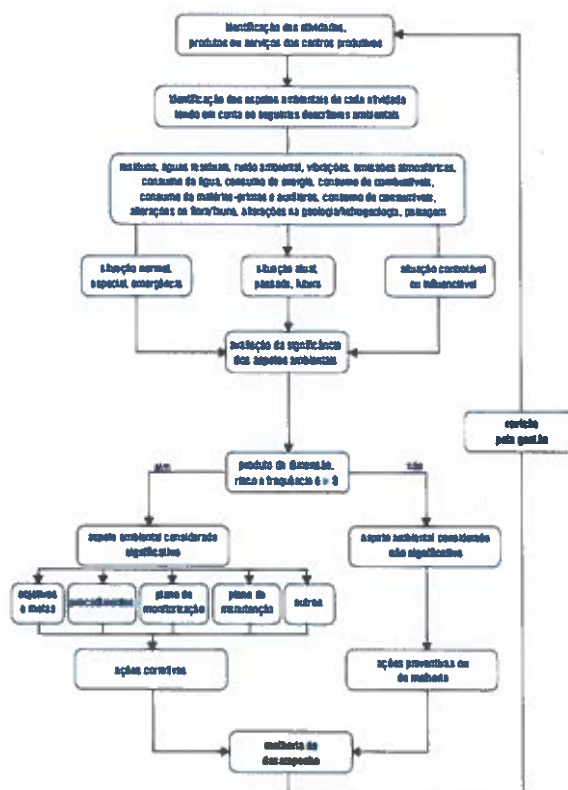 identificação das atividades,
produtos ou serviços dos centros produtivos
identificação dos aspetos ambientais de cada atividade
tendo em conta os seguintes descritores ambientais
resíduos, águas residuais, ruído ambiental, vibrações, emissões atmosféricas,
consumo de água, consumo de energia, consumo de combustíveis,
consumo de matérias-primas e auxiliares, consumo de consumíveis,
alterações na flora/fauna, alterações na geologia/hidrogeologia, paisagem
situação normal,
especial, emergência
situação atual,
passada, futura
situação controlável
ou influenciável
avaliação da significância
dos aspetos ambientais
revisão
pela gestão
produto da dimensão,
risco e frequência é
sim
não
aspeto ambiental considerado
significativo
aspeto ambiental considerado
não significativo
objetivos
e metas
procedimentos
plano de
monitorização
plano de
manutenção
outros
ações corretivas
ações preventivas ou
de melhoria
melhoria do
desempenho